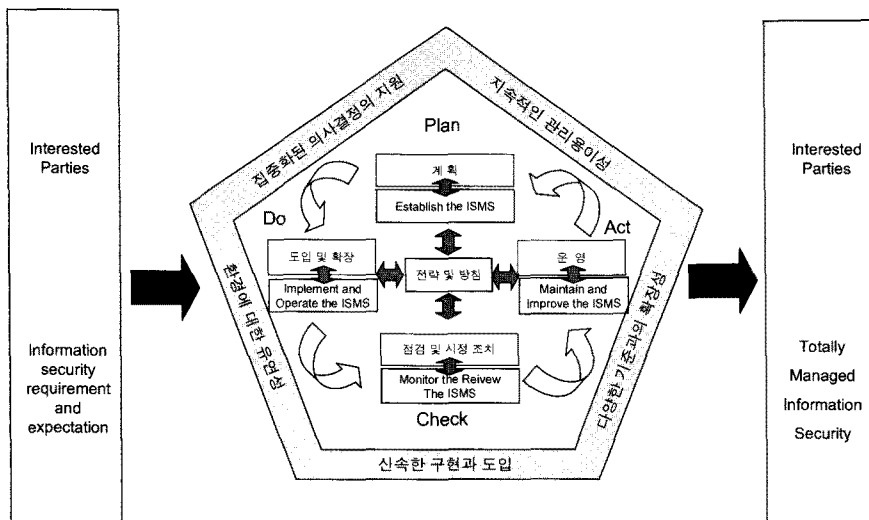 Interested
Parties
Information
security
requirement
and
expectation
집중화된 의사결정의 지원
지속적인 관리용이성
환경에 대한 유연성
다양한 기준과의 확장성
신속한 구현과 도입
Plan
계 획
Establish the ISMS
Do
도입 및 확장
Implement and
Operate the ISMS
전략 및 방침
Act
운 영
Maintain and
Improve the ISMS
점검 및 시정 조치
Monitor the Reivew
The ISMS
Check
Interested
Parties
Totally
Managed
Information
Security